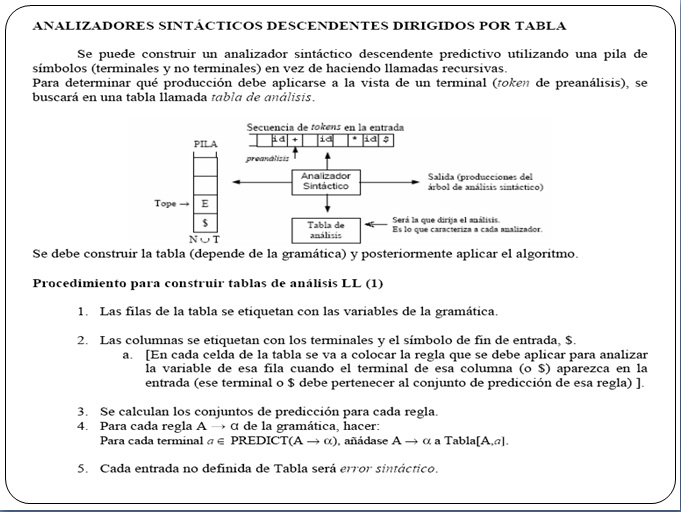 ANALIZADORES SINTÁCTICOS DESCENDENTES DIRIGIDOS POR TABLA
Se puede construir un analizador sintáctico descendente predictivo utilizando una pila de
símbolos (terminales y no terminales) en vez de haciendo llamadas recursivas.
Para determinar qué producción debe aplicarse a la vista de un terminal (token de preanálisis), se
buscará en una tabla llamada tabla de análisis.
Secuencia de tokens en la entrada
id + id * id $
PILA
preanálisis
Analizador
Sintáctico
Salida (producciones del
árbol de análisis sintáctico)
Tope → E
$
N ∪ T
Tabla de
análisis
Será la que dirija el análisis.
Es lo que caracteriza a cada analizador.
Se debe construir la tabla (depende de la gramática) y posteriormente aplicar el algoritmo.
Procedimiento para construir tablas de análisis LL (1)
1. Las filas de la tabla se etiquetan con las variables de la gramática.
2. Las columnas se etiquetan con los terminales y el símbolo de fin de entrada, $.
a. [En cada celda de la tabla se va a colocar la regla que se debe aplicar para analizar
la variable de esa fila cuando el terminal de esa columna (o $) aparezca en la
entrada (ese terminal o $ debe pertenecer al conjunto de predicción de esa regla) ].
3. Se calculan los conjuntos de predicción para cada regla.
4. Para cada regla A → α de la gramática, hacer:
Para cada terminal a ∈ PREDICT(A → α), añádase A → α a Tabla[A,a].
5. Cada entrada no definida de Tabla será error sintáctico.